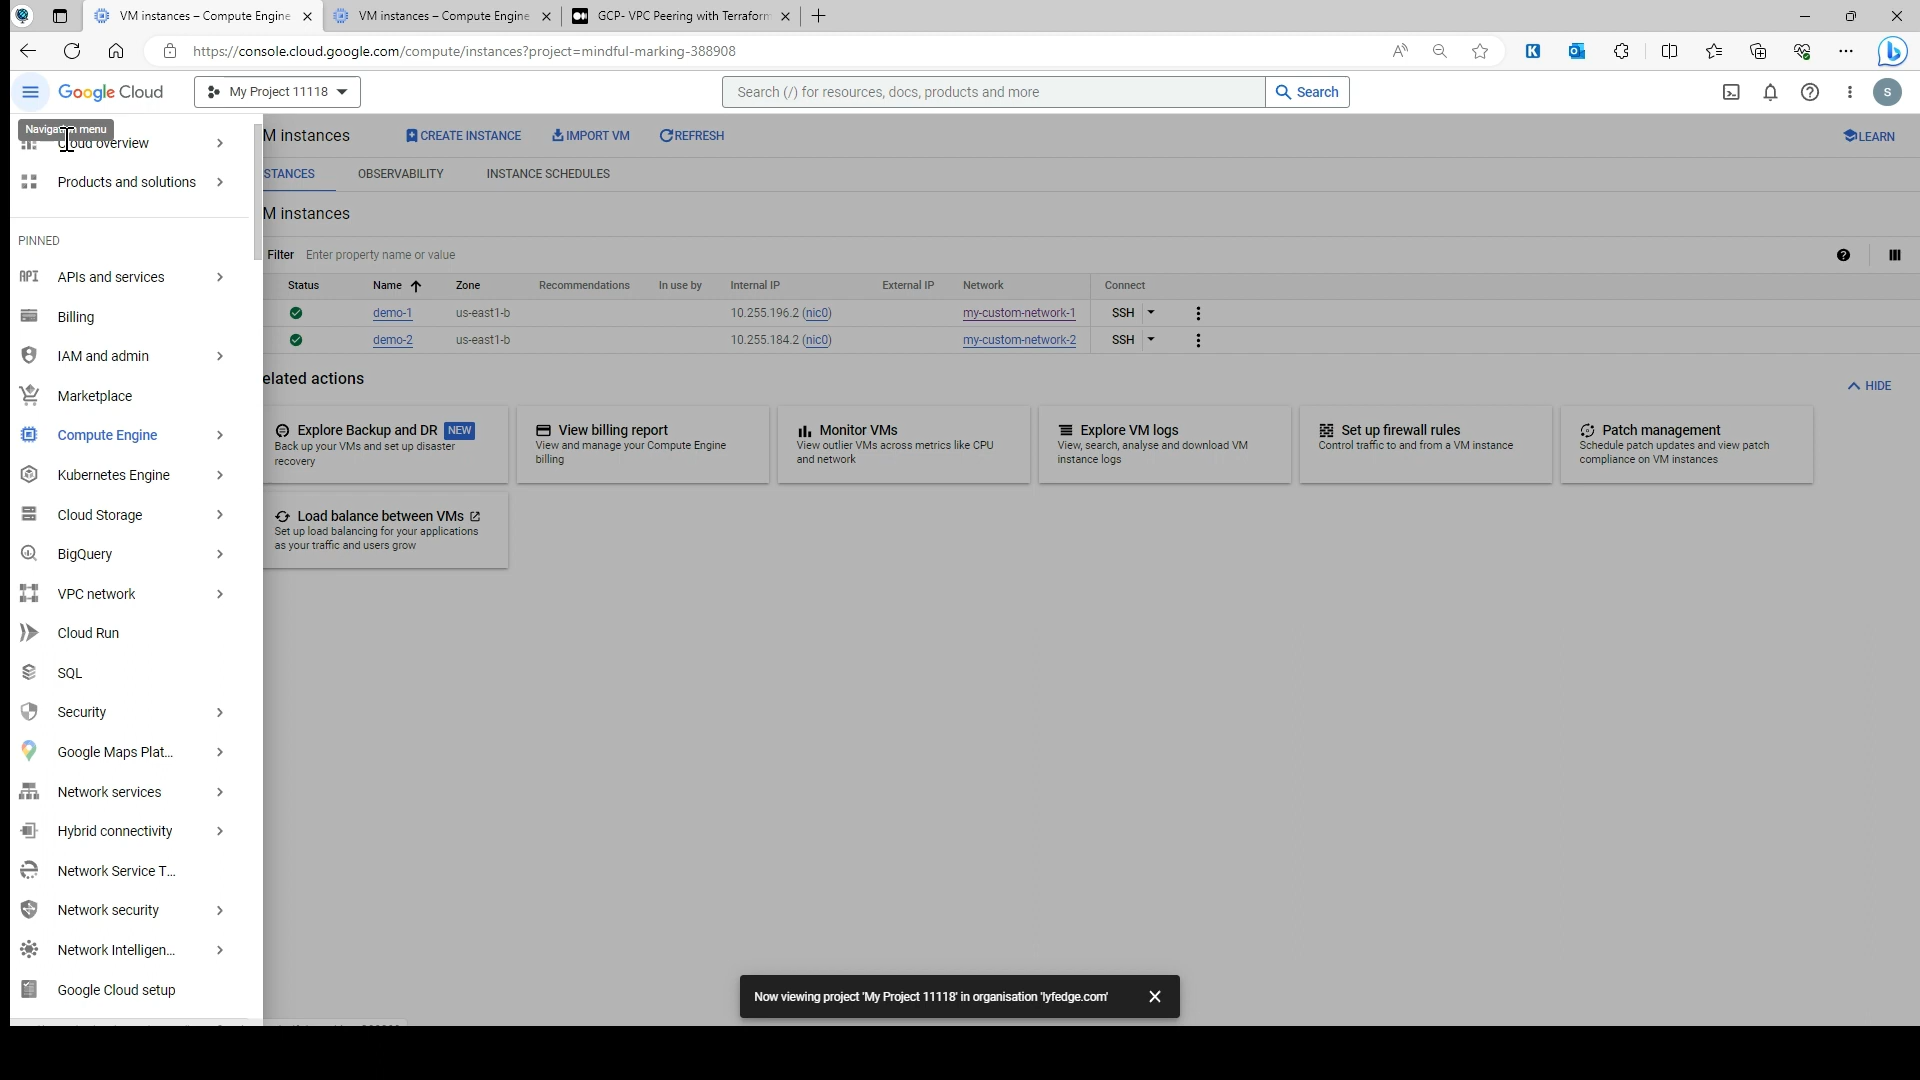 VM instances – Compute Engine
VM instances – Compute Engine
GCP- VPC Peering with Terraform
https://console.cloud.google.com/compute/instances?project=mindful-marking-388908
Google Cloud
My Project 11118
Search (/) for resources, docs, products and more
Search
S
Navigation menu
Cloud overview
Products and solutions
PINNED
API
APIs and services
Billing
IAM and admin
Marketplace
Compute Engine
Kubernetes Engine
Cloud Storage
BigQuery
VPC network
Cloud Run
SQL
Security
Google Maps Plat...
Network services
Hybrid connectivity
Network Service T...
Network security
Network Intelligen...
Google Cloud setup
M instances
CREATE INSTANCE
IMPORT VM
REFRESH
LEARN
STANCES
OBSERVABILITY
INSTANCE SCHEDULES
M instances
Filter Enter property name or value
Status Name Zone Recommendations In use by Internal IP External IP Network Connect
demo-1 us-east1-b 10.255.196.2 (nic0) my-custom-network-1 SSH
demo-2 us-east1-b 10.255.184.2 (nic0) my-custom-network-2 SSH
elated actions
HIDE
Explore Backup and DR NEW
Back up your VMs and set up disaster
recovery
View billing report
View and manage your Compute Engine
billing
Monitor VMs
View outlier VMs across metrics like CPU
and network
Explore VM logs
View, search, analyse and download VM
instance logs
Set up firewall rules
Control traffic to and from a VM instance
Patch management
Schedule patch updates and view patch
compliance on VM instances
Load balance between VMs
Set up load balancing for your applications
as your traffic and users grow
Now viewing project 'My Project 11118' in organisation 'lyfedge.com'